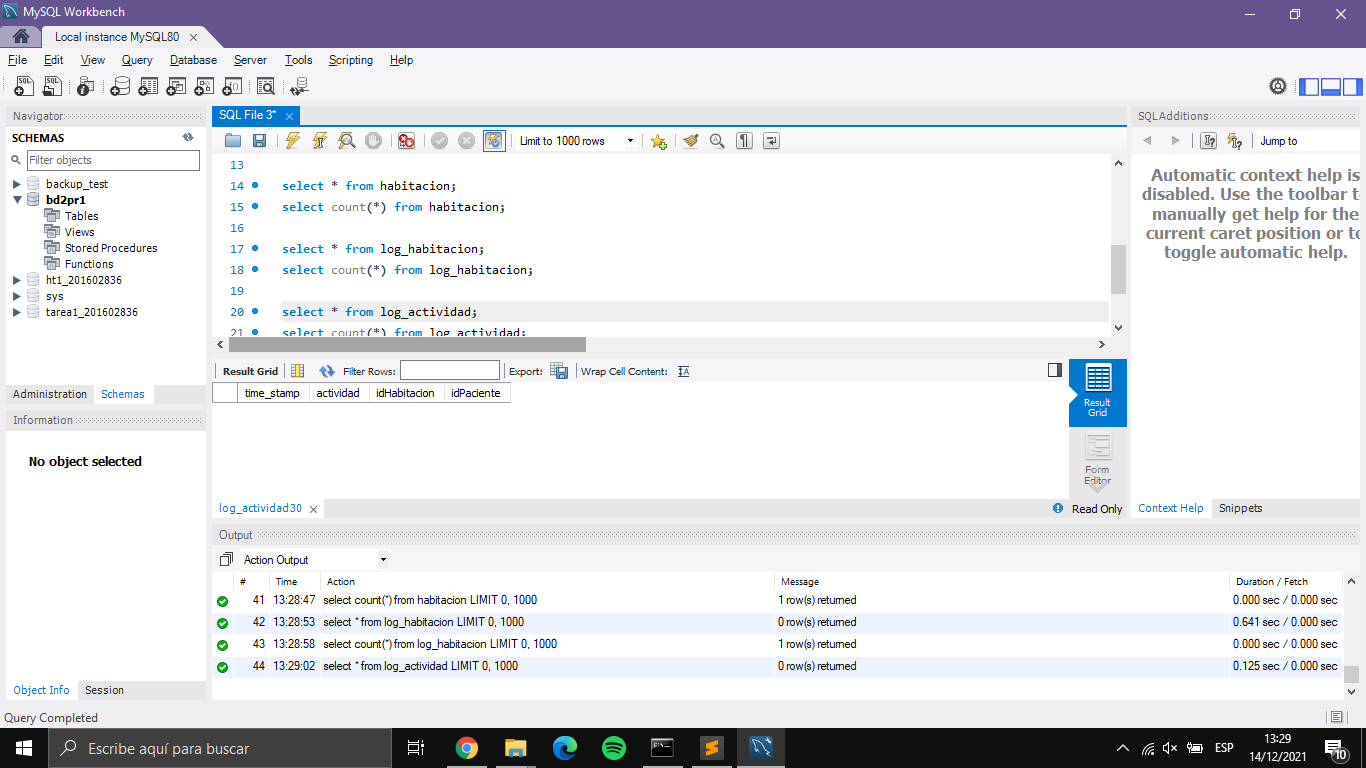 MySQL Workbench
Local instance MySQL80
File Edit View Query Database Server Tools Scripting Help
Navigator
SCHEMAS
Filter objects
backup_test
bd2pr1
Tables
Views
Stored Procedures
Functions
ht1_201602836
sys
tarea1_201602836
Administration Schemas
Information
No object selected
Object Info Session
SQL File 3*
Limit to 1000 rows
13
14 select * from habitacion;
15 select count(*) from habitacion;
16
17 select * from log_habitacion;
18 select count(*) from log_habitacion;
19
20 select * from log_actividad;
21 select count(*) from log_actividad;
Result Grid Filter Rows: Export: Wrap Cell Content:
time_stamp actividad idHabitacion idPaciente
Result
Grid
Form
Editor
log_actividad30
Read Only
SQLAdditions
Jump to
Automatic context help is
disabled. Use the toolbar to
manually get help for the
current caret position or to
toggle automatic help.
Context Help Snippets
Output
Action Output
# Time Action Message Duration / Fetch
41 13:28:47 select count(*) from habitacion LIMIT 0, 1000 1 row(s) returned 0.000 sec / 0.000 sec
42 13:28:53 select * from log_habitacion LIMIT 0, 1000 0 row(s) returned 0.641 sec / 0.000 sec
43 13:28:58 select count(*) from log_habitacion LIMIT 0, 1000 1 row(s) returned 0.000 sec / 0.000 sec
44 13:29:02 select * from log_actividad LIMIT 0, 1000 0 row(s) returned 0.125 sec / 0.000 sec
Query Completed
Escribe aquí para buscar
ESP
13:29
14/12/2021
10